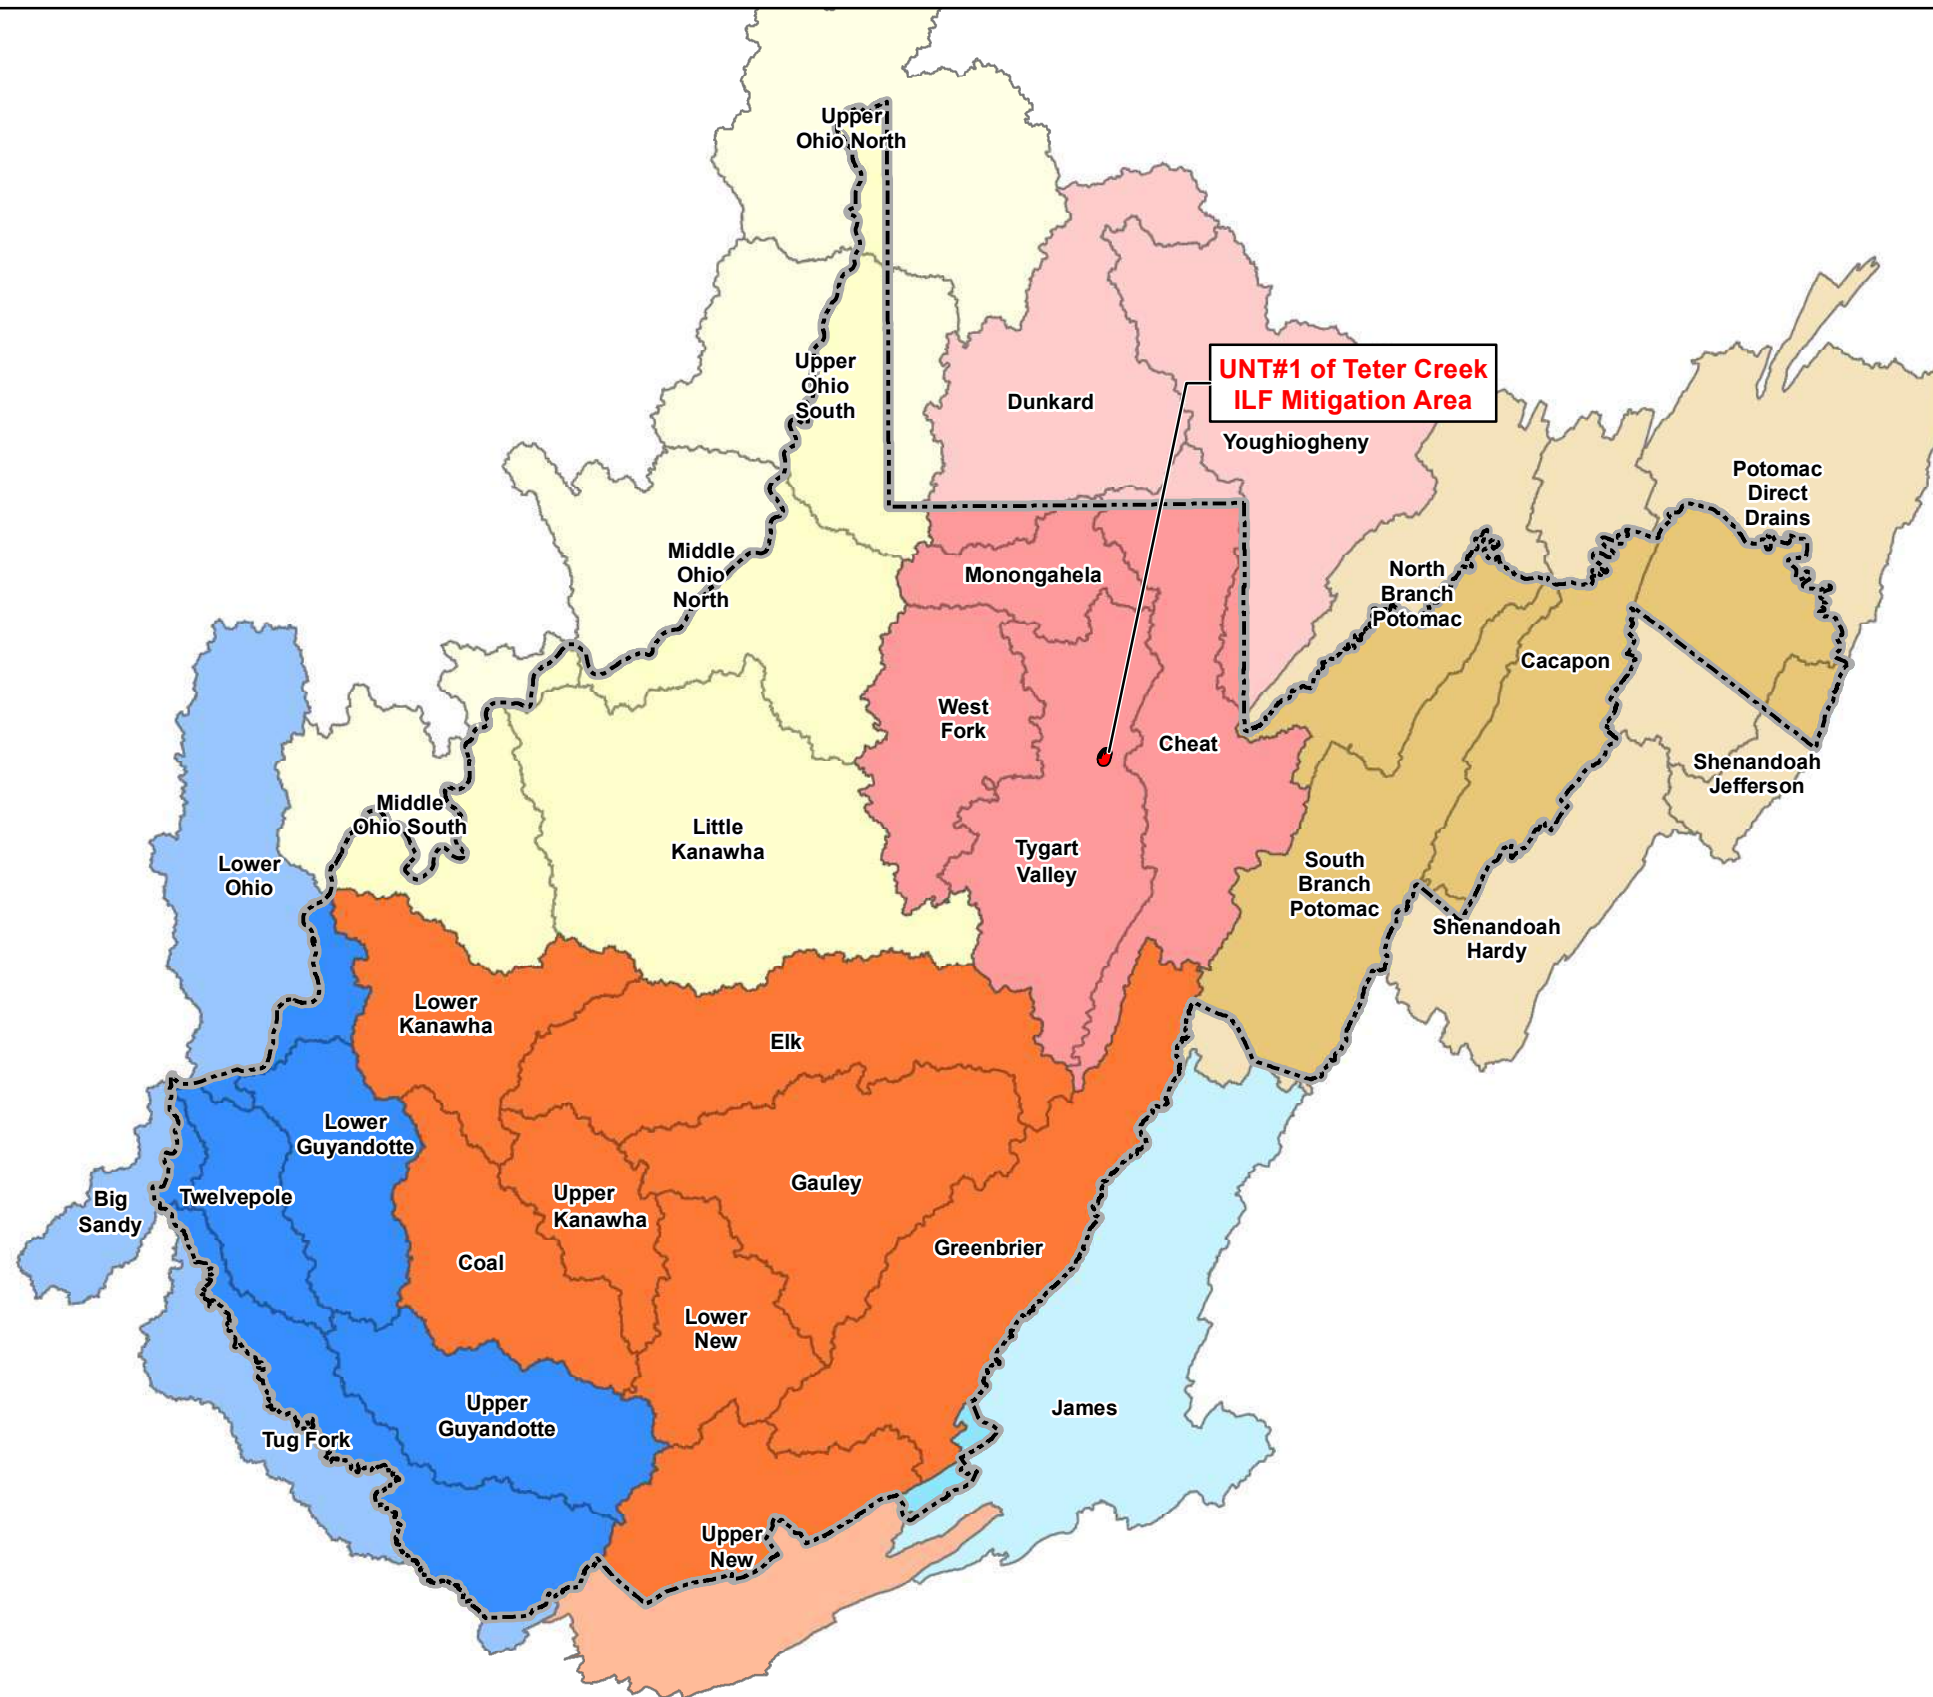 Upper
Ohio North
Upper
Ohio
South
UNT#1 of Teter Creek
ILF Mitigation Area
Dunkard
Youghiogheny
Potomac
Direct
Drains
Middle
Ohio
North
Monongahela
North
Branch
Potomac
Cacapon
West
Fork
Cheat
Shenandoah
Jefferson
Middle
Ohio South
Little
Kanawha
Lower
Ohio
Tygart
Valley
South
Branch
Potomac
Shenandoah
Hardy
Lower
Kanawha
Elk
Lower
Guyandotte
Big
Sandy
Twelvepole
Upper
Kanawha
Gauley
Coal
Greenbrier
Lower
New
Upper
Guyandotte
James
Tug Fork
Upper
New